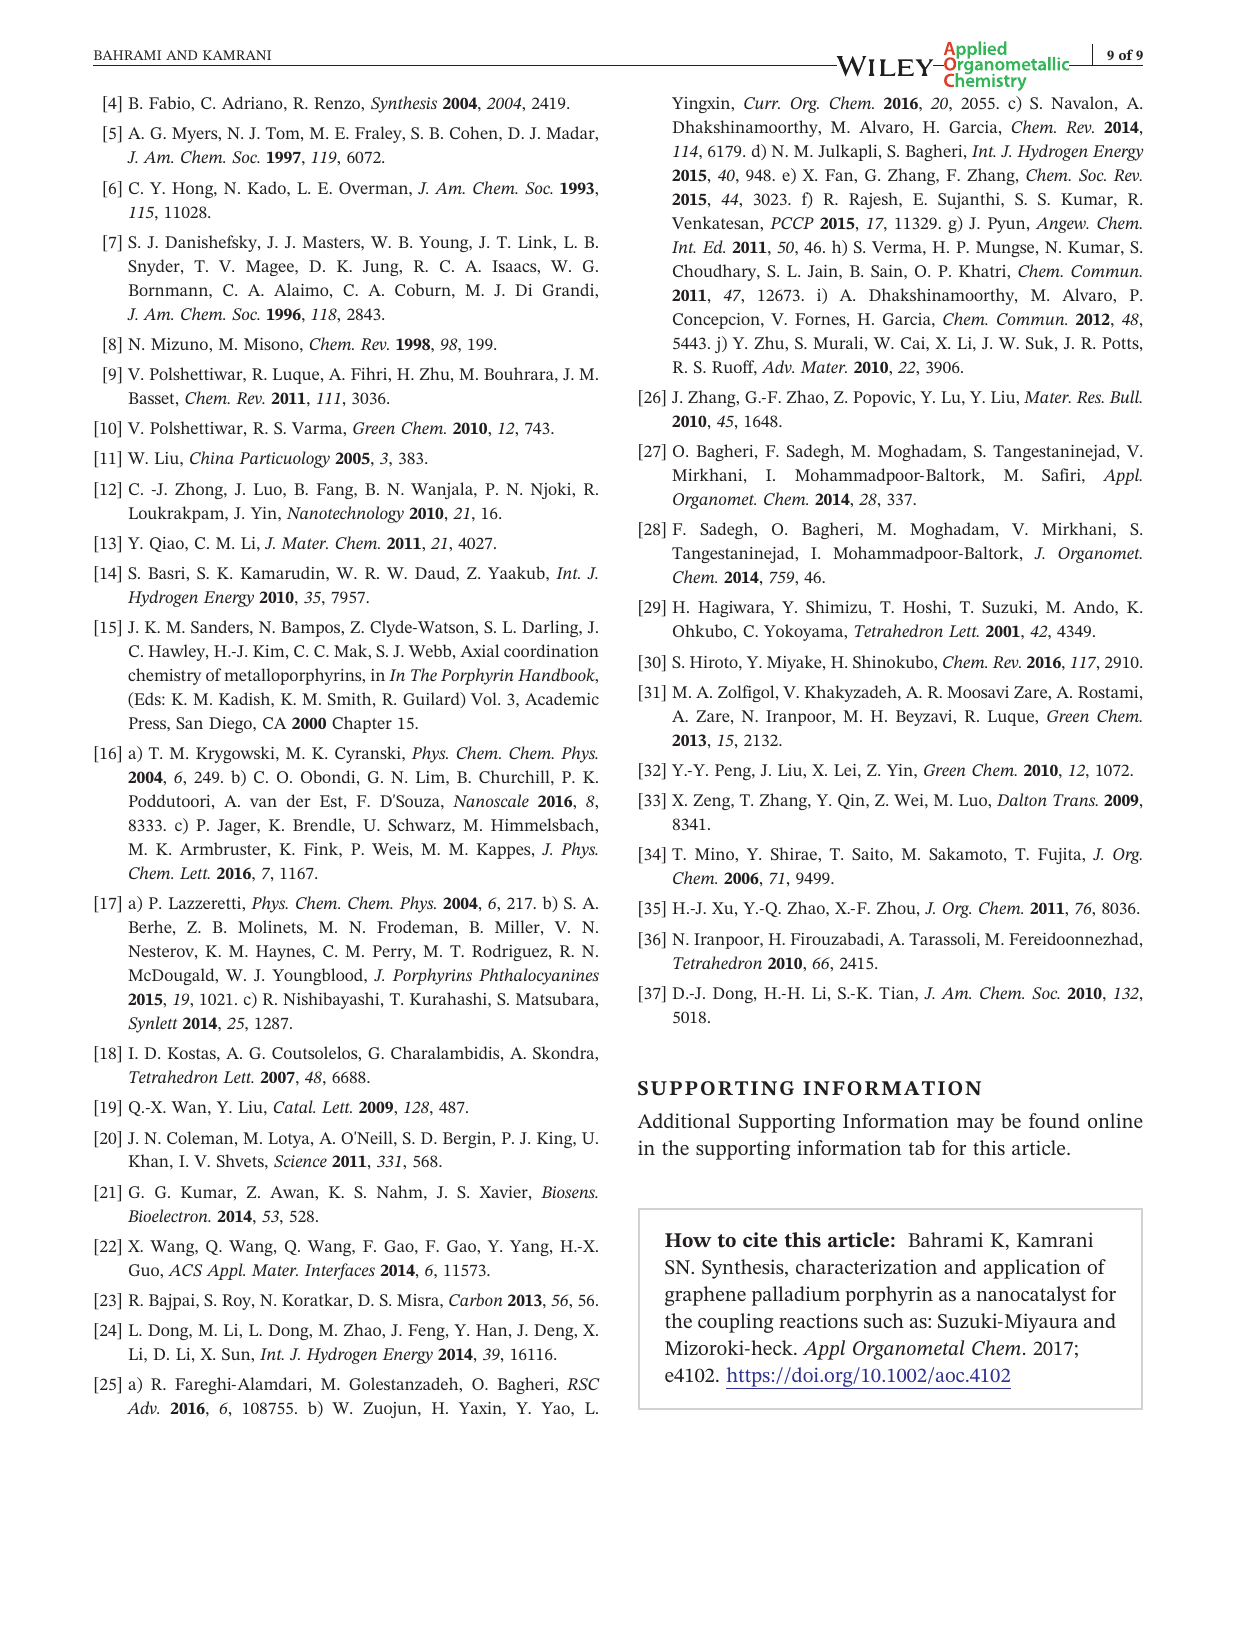 BAHRAMI AND KAMRANI
WILEY
Applied
Organometallic
Chemistry
9 of 9
[4] B. Fabio, C. Adriano, R. Renzo, Synthesis 2004, 2004, 2419.
[5] A. G. Myers, N. J. Tom, M. E. Fraley, S. B. Cohen, D. J. Madar,
J. Am. Chem. Soc. 1997, 119, 6072.
[6] C. Y. Hong, N. Kado, L. E. Overman, J. Am. Chem. Soc. 1993,
115, 11028.
[7] S. J. Danishefsky, J. J. Masters, W. B. Young, J. T. Link, L. B.
Snyder, T. V. Magee, D. K. Jung, R. C. A. Isaacs, W. G.
Bornmann, C. A. Alaimo, C. A. Coburn, M. J. Di Grandi,
J. Am. Chem. Soc. 1996, 118, 2843.
[8] N. Mizuno, M. Misono, Chem. Rev. 1998, 98, 199.
[9] V. Polshettiwar, R. Luque, A. Fihri, H. Zhu, M. Bouhrara, J. M.
Basset, Chem. Rev. 2011, 111, 3036.
[10] V. Polshettiwar, R. S. Varma, Green Chem. 2010, 12, 743.
[11] W. Liu, China Particuology 2005, 3, 383.
[12] C. -J. Zhong, J. Luo, B. Fang, B. N. Wanjala, P. N. Njoki, R.
Loukrakpam, J. Yin, Nanotechnology 2010, 21, 16.
[13] Y. Qiao, C. M. Li, J. Mater. Chem. 2011, 21, 4027.
[14] S. Basri, S. K. Kamarudin, W. R. W. Daud, Z. Yaakub, Int. J.
Hydrogen Energy 2010, 35, 7957.
[15] J. K. M. Sanders, N. Bampos, Z. Clyde-Watson, S. L. Darling, J.
C. Hawley, H.-J. Kim, C. C. Mak, S. J. Webb, Axial coordination
chemistry of metalloporphyrins, in In The Porphyrin Handbook,
(Eds: K. M. Kadish, K. M. Smith, R. Guilard) Vol. 3, Academic
Press, San Diego, CA 2000 Chapter 15.
[16] a) T. M. Krygowski, M. K. Cyranski, Phys. Chem. Chem. Phys.
2004, 6, 249. b) C. O. Obondi, G. N. Lim, B. Churchill, P. K.
Poddutoori, A. van der Est, F. D'Souza, Nanoscale 2016, 8,
8333. c) P. Jager, K. Brendle, U. Schwarz, M. Himmelsbach,
M. K. Armbruster, K. Fink, P. Weis, M. M. Kappes, J. Phys.
Chem. Lett. 2016, 7, 1167.
[17] a) P. Lazzeretti, Phys. Chem. Chem. Phys. 2004, 6, 217. b) S. A.
Berhe, Z. B. Molinets, M. N. Frodeman, B. Miller, V. N.
Nesterov, K. M. Haynes, C. M. Perry, M. T. Rodriguez, R. N.
McDougald, W. J. Youngblood, J. Porphyrins Phthalocyanines
2015, 19, 1021. c) R. Nishibayashi, T. Kurahashi, S. Matsubara,
Synlett 2014, 25, 1287.
[18] I. D. Kostas, A. G. Coutsolelos, G. Charalambidis, A. Skondra,
Tetrahedron Lett. 2007, 48, 6688.
[19] Q.-X. Wan, Y. Liu, Catal. Lett. 2009, 128, 487.
[20] J. N. Coleman, M. Lotya, A. O'Neill, S. D. Bergin, P. J. King, U.
Khan, I. V. Shvets, Science 2011, 331, 568.
[21] G. G. Kumar, Z. Awan, K. S. Nahm, J. S. Xavier, Biosens.
Bioelectron. 2014, 53, 528.
[22] X. Wang, Q. Wang, Q. Wang, F. Gao, F. Gao, Y. Yang, H.-X.
Guo, ACS Appl. Mater. Interfaces 2014, 6, 11573.
[23] R. Bajpai, S. Roy, N. Koratkar, D. S. Misra, Carbon 2013, 56, 56.
[24] L. Dong, M. Li, L. Dong, M. Zhao, J. Feng, Y. Han, J. Deng, X.
Li, D. Li, X. Sun, Int. J. Hydrogen Energy 2014, 39, 16116.
[25] a) R. Fareghi-Alamdari, M. Golestanzadeh, O. Bagheri, RSC
Adv. 2016, 6, 108755. b) W. Zuojun, H. Yaxin, Y. Yao, L.
Yingxin, Curr. Org. Chem. 2016, 20, 2055. c) S. Navalon, A.
Dhakshinamoorthy, M. Alvaro, H. Garcia, Chem. Rev. 2014,
114, 6179. d) N. M. Julkapli, S. Bagheri, Int. J. Hydrogen Energy
2015, 40, 948. e) X. Fan, G. Zhang, F. Zhang, Chem. Soc. Rev.
2015, 44, 3023. f) R. Rajesh, E. Sujanthi, S. S. Kumar, R.
Venkatesan, PCCP 2015, 17, 11329. g) J. Pyun, Angew. Chem.
Int. Ed. 2011, 50, 46. h) S. Verma, H. P. Mungse, N. Kumar, S.
Choudhary, S. L. Jain, B. Sain, O. P. Khatri, Chem. Commun.
2011, 47, 12673. i) A. Dhakshinamoorthy, M. Alvaro, P.
Concepcion, V. Fornes, H. Garcia, Chem. Commun. 2012, 48,
5443. j) Y. Zhu, S. Murali, W. Cai, X. Li, J. W. Suk, J. R. Potts,
R. S. Ruoff, Adv. Mater. 2010, 22, 3906.
[26] J. Zhang, G.-F. Zhao, Z. Popovic, Y. Lu, Y. Liu, Mater. Res. Bull.
2010, 45, 1648.
[27] O. Bagheri, F. Sadegh, M. Moghadam, S. Tangestaninejad, V.
Mirkhani, I. Mohammadpoor-Baltork, M. Safiri, Appl.
Organomet. Chem. 2014, 28, 337.
[28] F. Sadegh, O. Bagheri, M. Moghadam, V. Mirkhani, S.
Tangestaninejad, I. Mohammadpoor-Baltork, J. Organomet.
Chem. 2014, 759, 46.
[29] H. Hagiwara, Y. Shimizu, T. Hoshi, T. Suzuki, M. Ando, K.
Ohkubo, C. Yokoyama, Tetrahedron Lett. 2001, 42, 4349.
[30] S. Hiroto, Y. Miyake, H. Shinokubo, Chem. Rev. 2016, 117, 2910.
[31] M. A. Zolfigol, V. Khakyzadeh, A. R. Moosavi Zare, A. Rostami,
A. Zare, N. Iranpoor, M. H. Beyzavi, R. Luque, Green Chem.
2013, 15, 2132.
[32] Y.-Y. Peng, J. Liu, X. Lei, Z. Yin, Green Chem. 2010, 12, 1072.
[33] X. Zeng, T. Zhang, Y. Qin, Z. Wei, M. Luo, Dalton Trans. 2009,
8341.
[34] T. Mino, Y. Shirae, T. Saito, M. Sakamoto, T. Fujita, J. Org.
Chem. 2006, 71, 9499.
[35] H.-J. Xu, Y.-Q. Zhao, X.-F. Zhou, J. Org. Chem. 2011, 76, 8036.
[36] N. Iranpoor, H. Firouzabadi, A. Tarassoli, M. Fereidoonnezhad,
Tetrahedron 2010, 66, 2415.
[37] D.-J. Dong, H.-H. Li, S.-K. Tian, J. Am. Chem. Soc. 2010, 132,
5018.
SUPPORTING INFORMATION
Additional Supporting Information may be found online
in the supporting information tab for this article.
How to cite this article: Bahrami K, Kamrani
SN. Synthesis, characterization and application of
graphene palladium porphyrin as a nanocatalyst for
the coupling reactions such as: Suzuki-Miyaura and
Mizoroki-heck. Appl Organometal Chem. 2017;
e4102. https://doi.org/10.1002/aoc.4102